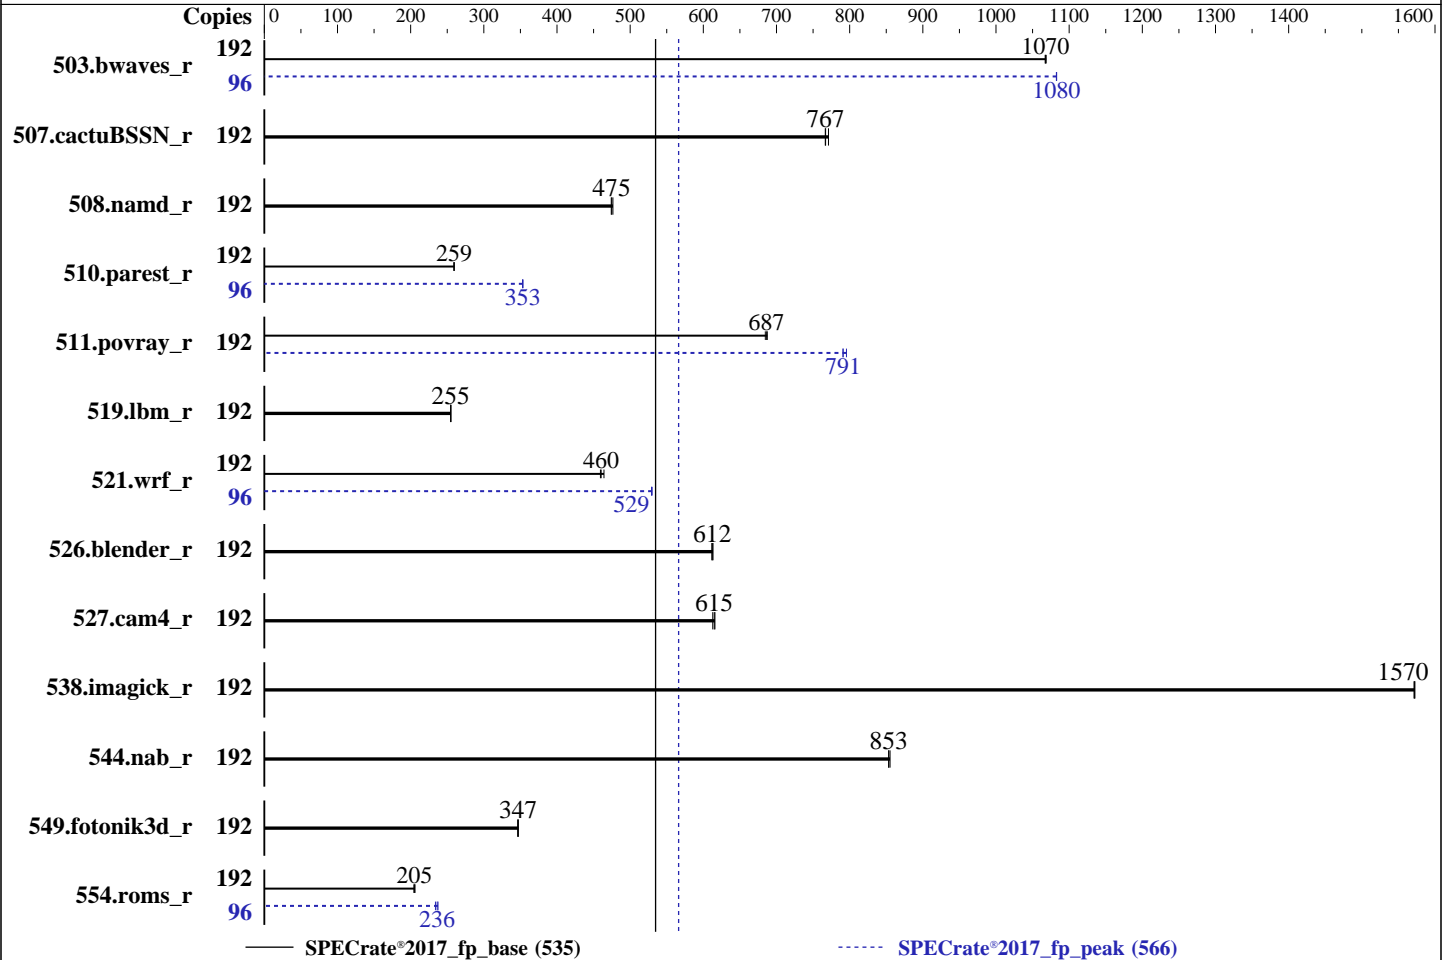 Copies 0 100 200 300 400 500 600 700 800 900 1000 1100 1200 1300 1400 1600
503.bwaves_r 192 1070
96 1080
507.cactuBSSN_r 192 767
508.namd_r 192 475
510.parest_r 192 259
96 353
511.povray_r 192 687
791
519.lbm_r 192 255
521.wrf_r 192 460
96 529
526.blender_r 192 612
527.cam4_r 192 615
538.imagick_r 192 1570
544.nab_r 192 853
549.fotonik3d_r 192 347
554.roms_r 192 205
96 236
SPECrate®2017_fp_base (535) SPECrate®2017_fp_peak (566)